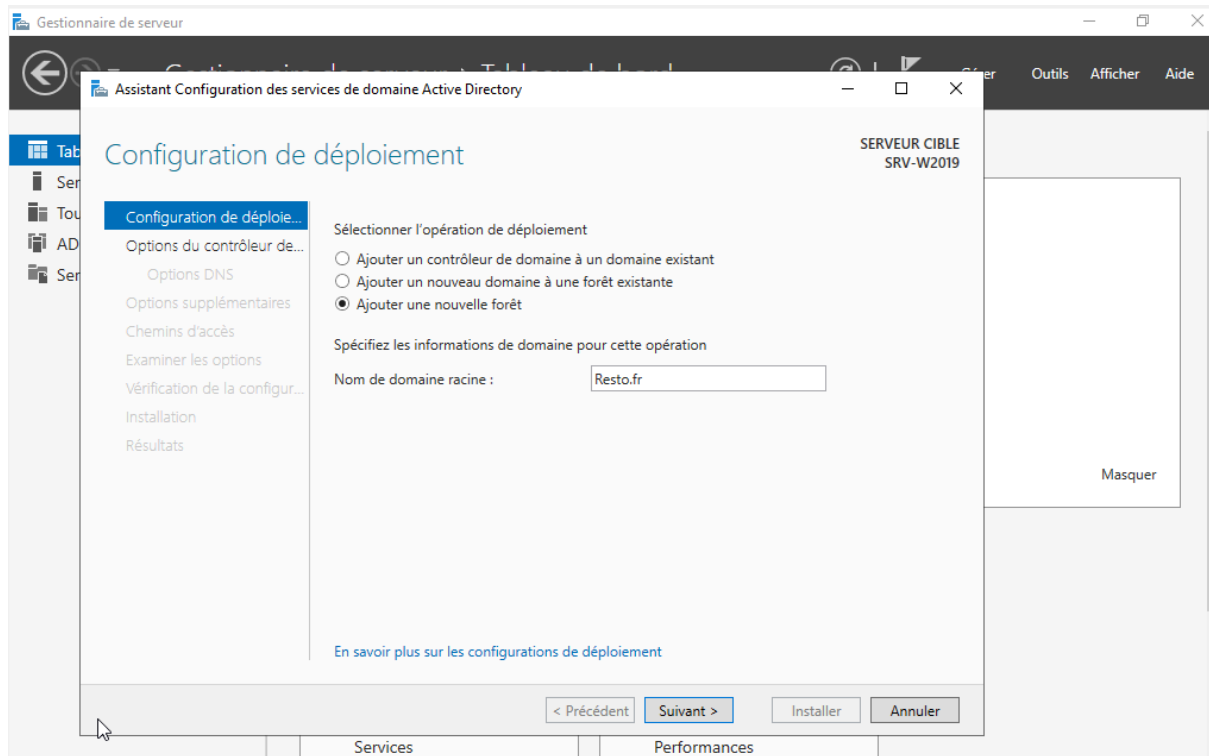 Gestionnaire de serveur
Gérer Outils Afficher Aide
Assistant Configuration des services de domaine Active Directory
Configuration de déploiement
SERVEUR CIBLE
SRV-W2019
Tab
Ser
Tou
AD
Ser
Configuration de déploie...
Options du contrôleur de...
Options DNS
Options supplémentaires
Chemins d'accès
Examiner les options
Vérification de la configur...
Installation
Résultats
Sélectionner l'opération de déploiement
Ajouter un contrôleur de domaine à un domaine existant
Ajouter un nouveau domaine à une forêt existante
Ajouter une nouvelle forêt
Spécifiez les informations de domaine pour cette opération
Nom de domaine racine :
Resto.fr
En savoir plus sur les configurations de déploiement
Masquer
< Précédent
Suivant >
Installer
Annuler
Services
Performances